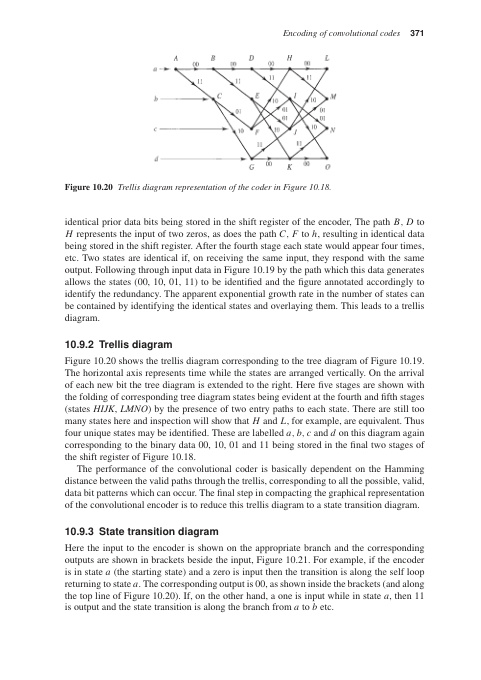 Encoding of convolutional codes 371
A B D H L
a 00 00 00 00 00
11 11 11 11
b C E I 10 M
01 10 01 00
01
c 10 F 10 J 10 N
11 11
d
G 00 K 00 O
Figure 10.20 Trellis diagram representation of the coder in Figure 10.18.
identical prior data bits being stored in the shift register of the encoder, The path B, D to
H represents the input of two zeros, as does the path C, F to h, resulting in identical data
being stored in the shift register. After the fourth stage each state would appear four times,
etc. Two states are identical if, on receiving the same input, they respond with the same
output. Following through input data in Figure 10.19 by the path which this data generates
allows the states (00, 10, 01, 11) to be identified and the figure annotated accordingly to
identify the redundancy. The apparent exponential growth rate in the number of states can
be contained by identifying the identical states and overlaying them. This leads to a trellis
diagram.
10.9.2 Trellis diagram
Figure 10.20 shows the trellis diagram corresponding to the tree diagram of Figure 10.19.
The horizontal axis represents time while the states are arranged vertically. On the arrival
of each new bit the tree diagram is extended to the right. Here five stages are shown with
the folding of corresponding tree diagram states being evident at the fourth and fifth stages
(states HIJK, LMNO) by the presence of two entry paths to each state. There are still too
many states here and inspection will show that H and L, for example, are equivalent. Thus
four unique states may be identified. These are labelled a, b, c and d on this diagram again
corresponding to the binary data 00, 10, 01 and 11 being stored in the final two stages of
the shift register of Figure 10.18.
The performance of the convolutional coder is basically dependent on the Hamming
distance between the valid paths through the trellis, corresponding to all the possible, valid,
data bit patterns which can occur. The final step in compacting the graphical representation
of the convolutional encoder is to reduce this trellis diagram to a state transition diagram.
10.9.3 State transition diagram
Here the input to the encoder is shown on the appropriate branch and the corresponding
outputs are shown in brackets beside the input, Figure 10.21. For example, if the encoder
is in state a (the starting state) and a zero is input then the transition is along the self loop
returning to state a. The corresponding output is 00, as shown inside the brackets (and along
the top line of Figure 10.20). If, on the other hand, a one is input while in state a, then 11
is output and the state transition is along the branch from a to b etc.